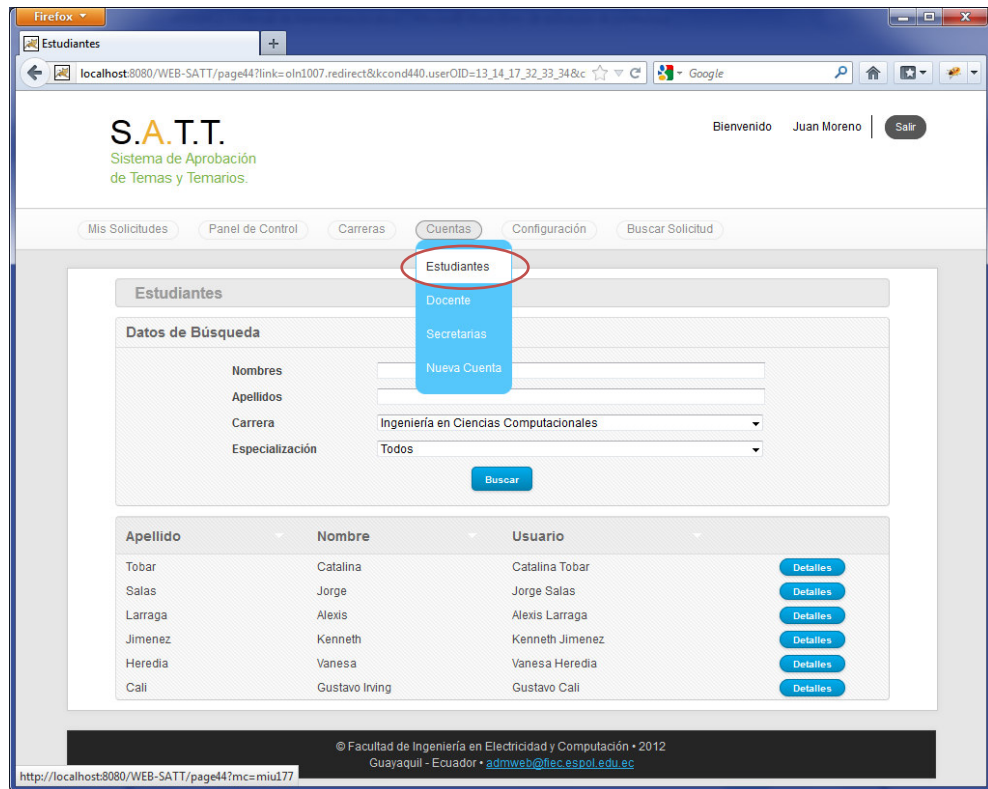 Firefox
Estudiantes
localhost:8080/WEB-SATT/page44?link=oln1007.redirect&kkcond440.userOID=13_14_17_32_33_34&c
Google
S.A.T.T.
Sistema de Aprobación
de Temas y Temarios.
Bienvenido Juan Moreno Salir
Mis Solicitudes Panel de Control Carreras Cuentas Configuración Buscar Solicitud
Estudiantes
Docente
Secretarias
Nueva Cuenta
Estudiantes
Datos de Búsqueda
Nombres
Apellidos
Carrera Ingeniería en Ciencias Computacionales
Especialización Todos
Buscar
Apellido Nombre Usuario
Tobar Catalina Catalina Tobar Detalles
Salas Jorge Jorge Salas Detalles
Larraga Alexis Alexis Larraga Detalles
Jimenez Kenneth Kenneth Jimenez Detalles
Heredia Vanesa Vanesa Heredia Detalles
Cali Gustavo Irving Gustavo Cali Detalles
© Facultad de Ingeniería en Electricidad y Computación • 2012
Guayaquil - Ecuador • admweb@fiec.espol.edu.ec
http://localhost:8080/WEB-SATT/page44?mc=miu177